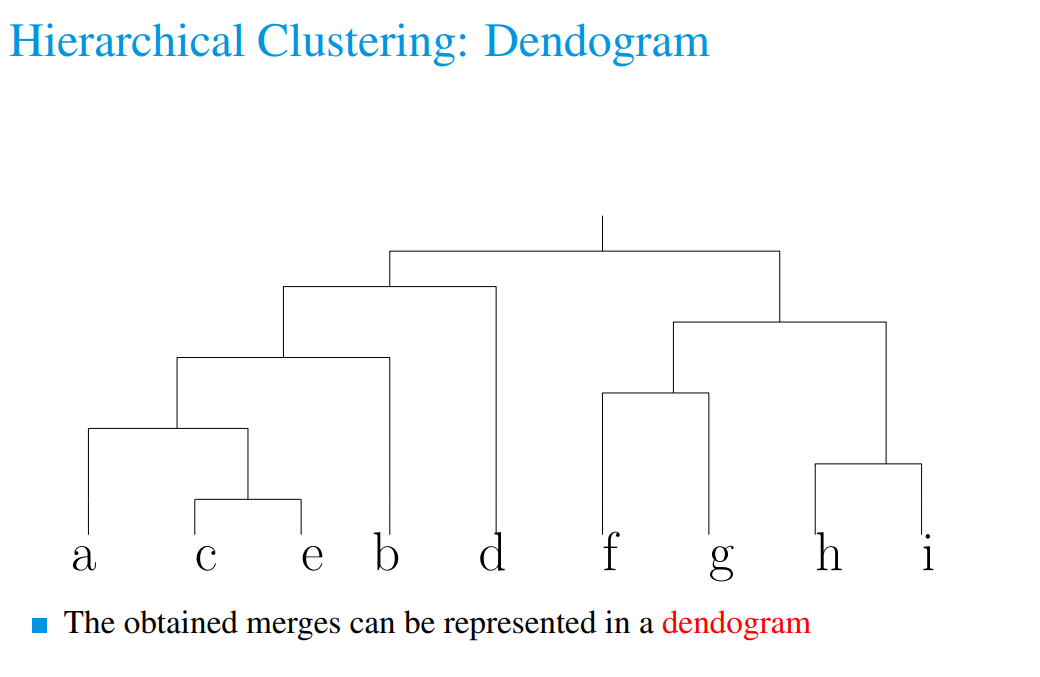 Hierarchical Clustering: Dendogram
a c e b d f g h i
The obtained merges can be represented in a dendogram